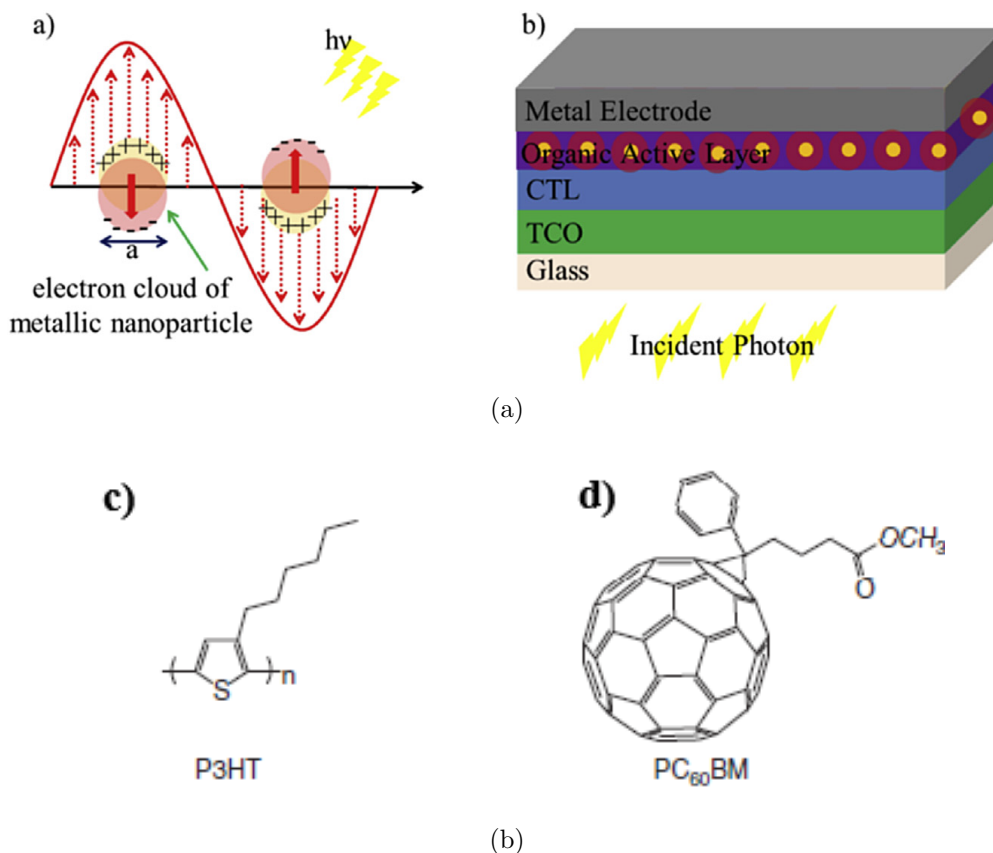 a)
hν
a
electron cloud of
metallic nanoparticle
b)
Metal Electrode
Organic Active Layer
CTL
TCO
Glass
Incident Photon
(a)
c)
S
n
P3HT
d)
OCH3
O
PC60BM
(b)